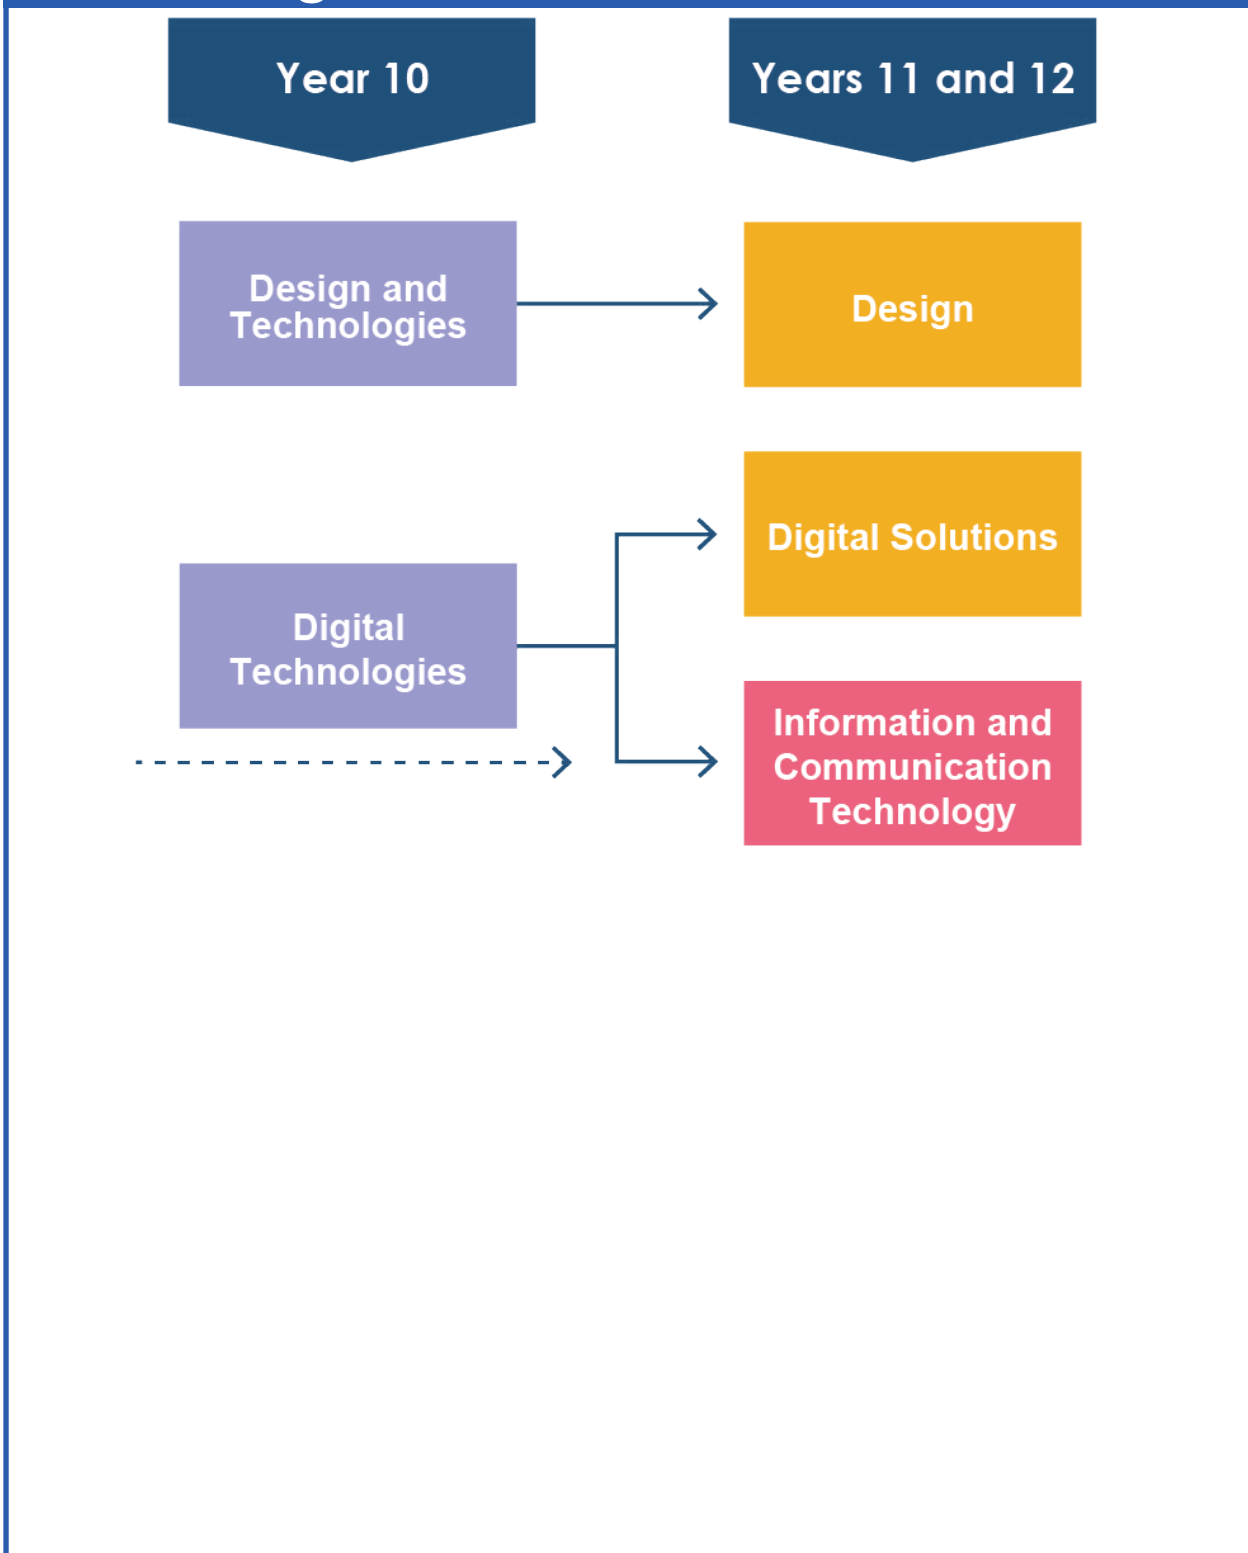 Year 10
Years 11 and 12
Design and
Technologies
Design
Digital Solutions
Digital
Technologies
Information and
Communication
Technology